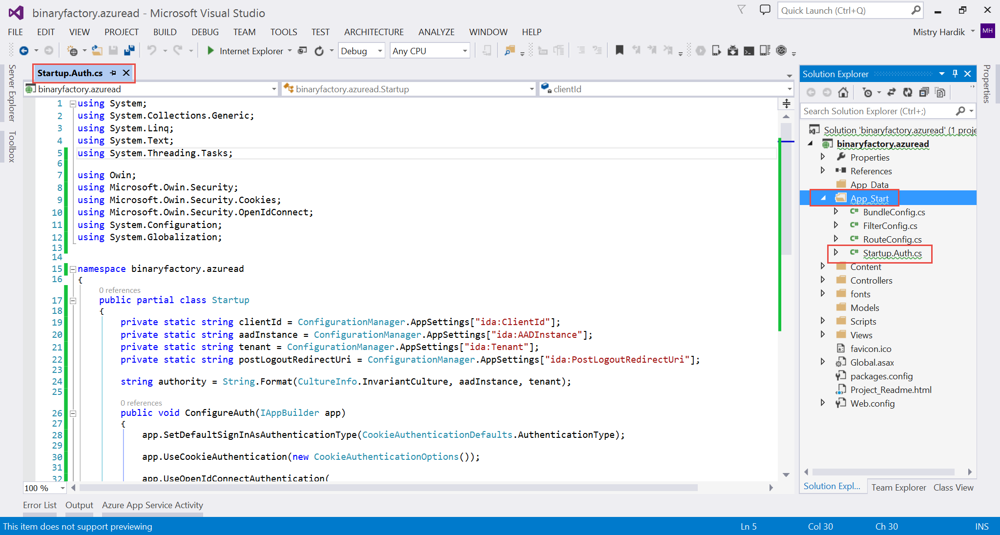 binaryfactory.azuread - Microsoft Visual Studio
Quick Launch (Ctrl+Q)
FILE EDIT VIEW PROJECT BUILD DEBUG TEAM TOOLS TEST ARCHITECTURE ANALYZE WINDOW HELP
Mistry Hardik MH
Internet Explorer Debug Any CPU
Server Explorer
Toolbox
Startup.Auth.cs
binaryfactory.azuread binaryfactory.azuread.Startup clientId
1 using System;
2 using System.Collections.Generic;
3 using System.Linq;
4 using System.Text;
5 using System.Threading.Tasks;
6
7 using Owin;
8 using Microsoft.Owin.Security;
9 using Microsoft.Owin.Security.Cookies;
10 using Microsoft.Owin.Security.OpenIdConnect;
11 using System.Configuration;
12 using System.Globalization;
13
14
15 namespace binaryfactory.azuread
16 {
0 references
17 public partial class Startup
18 {
19 private static string clientId = ConfigurationManager.AppSettings["ida:ClientId"];
20 private static string aadInstance = ConfigurationManager.AppSettings["ida:AADInstance"];
21 private static string tenant = ConfigurationManager.AppSettings["ida:Tenant"];
22 private static string postLogoutRedirectUri = ConfigurationManager.AppSettings["ida:PostLogoutRedirectUri"];
23
24 string authority = String.Format(CultureInfo.InvariantCulture, aadInstance, tenant);
25
0 references
26 public void ConfigureAuth(IAppBuilder app)
27 {
28 app.SetDefaultSignInAsAuthenticationType(CookieAuthenticationDefaults.AuthenticationType);
29
30 app.UseCookieAuthentication(new CookieAuthenticationOptions());
31
32 app.UseOpenIdConnectAuthentication(
100 %
Solution Explorer
Search Solution Explorer (Ctrl+;)
Solution 'binaryfactory.azuread' (1 proje
binaryfactory.azuread
Properties
References
App_Data
App_Start
C# BundleConfig.cs
C# FilterConfig.cs
C# RouteConfig.cs
C# Startup.Auth.cs
Content
Controllers
fonts
Models
Scripts
Views
favicon.ico
Global.asax
packages.config
Project_Readme.html
Web.config
Solution Expl... Team Explorer Class View
Properties
Error List Output Azure App Service Activity
This item does not support previewing Ln 5 Col 30 Ch 30 INS